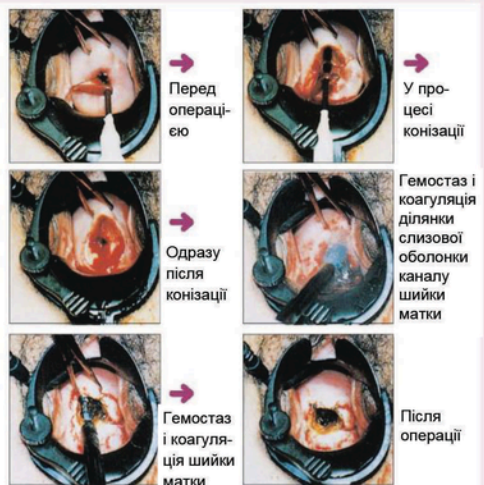 Перед
операці-
єю
У про-
цесі
конізації
Одразу
після
конізації
Гемостаз і
коагуляція
ділянки
слизової
оболонки
каналу
шийки
матки
Гемостаз
і коагуля-
ція шийки
матки
Після
операції